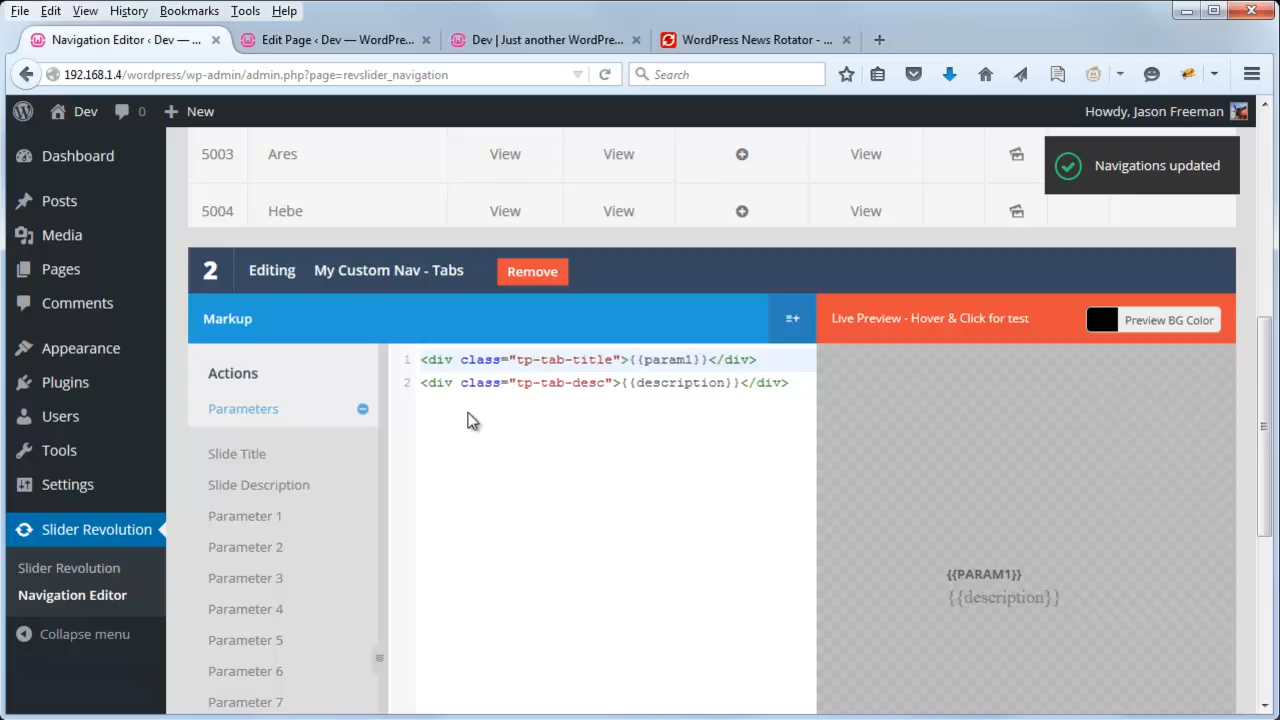 File Edit View History Bookmarks Tools Help
Navigation Editor ‹ Dev — ... Edit Page ‹ Dev — WordPre... Dev | Just another WordPre... WordPress News Rotator - ...
192.168.1.4/wordpress/wp-admin/admin.php?page=revslider_navigation Search
Dev 0 New Howdy, Jason Freeman
Dashboard
Posts
Media
Pages
Comments
Appearance
Plugins
Users
Tools
Settings
Slider Revolution
Slider Revolution
Navigation Editor
Collapse menu
5003 Ares View View View
Navigations updated
5004 Hebe View View View
2 Editing My Custom Nav - Tabs Remove
Markup
Live Preview - Hover & Click for test Preview BG Color
Actions
Parameters
Slide Title
Slide Description
Parameter 1
Parameter 2
Parameter 3
Parameter 4
Parameter 5
Parameter 6
Parameter 7
1 <div class="tp-tab-title">{{param1}}</div>
2 <div class="tp-tab-desc">{{description}}</div>
{{PARAM1}}
{{description}}